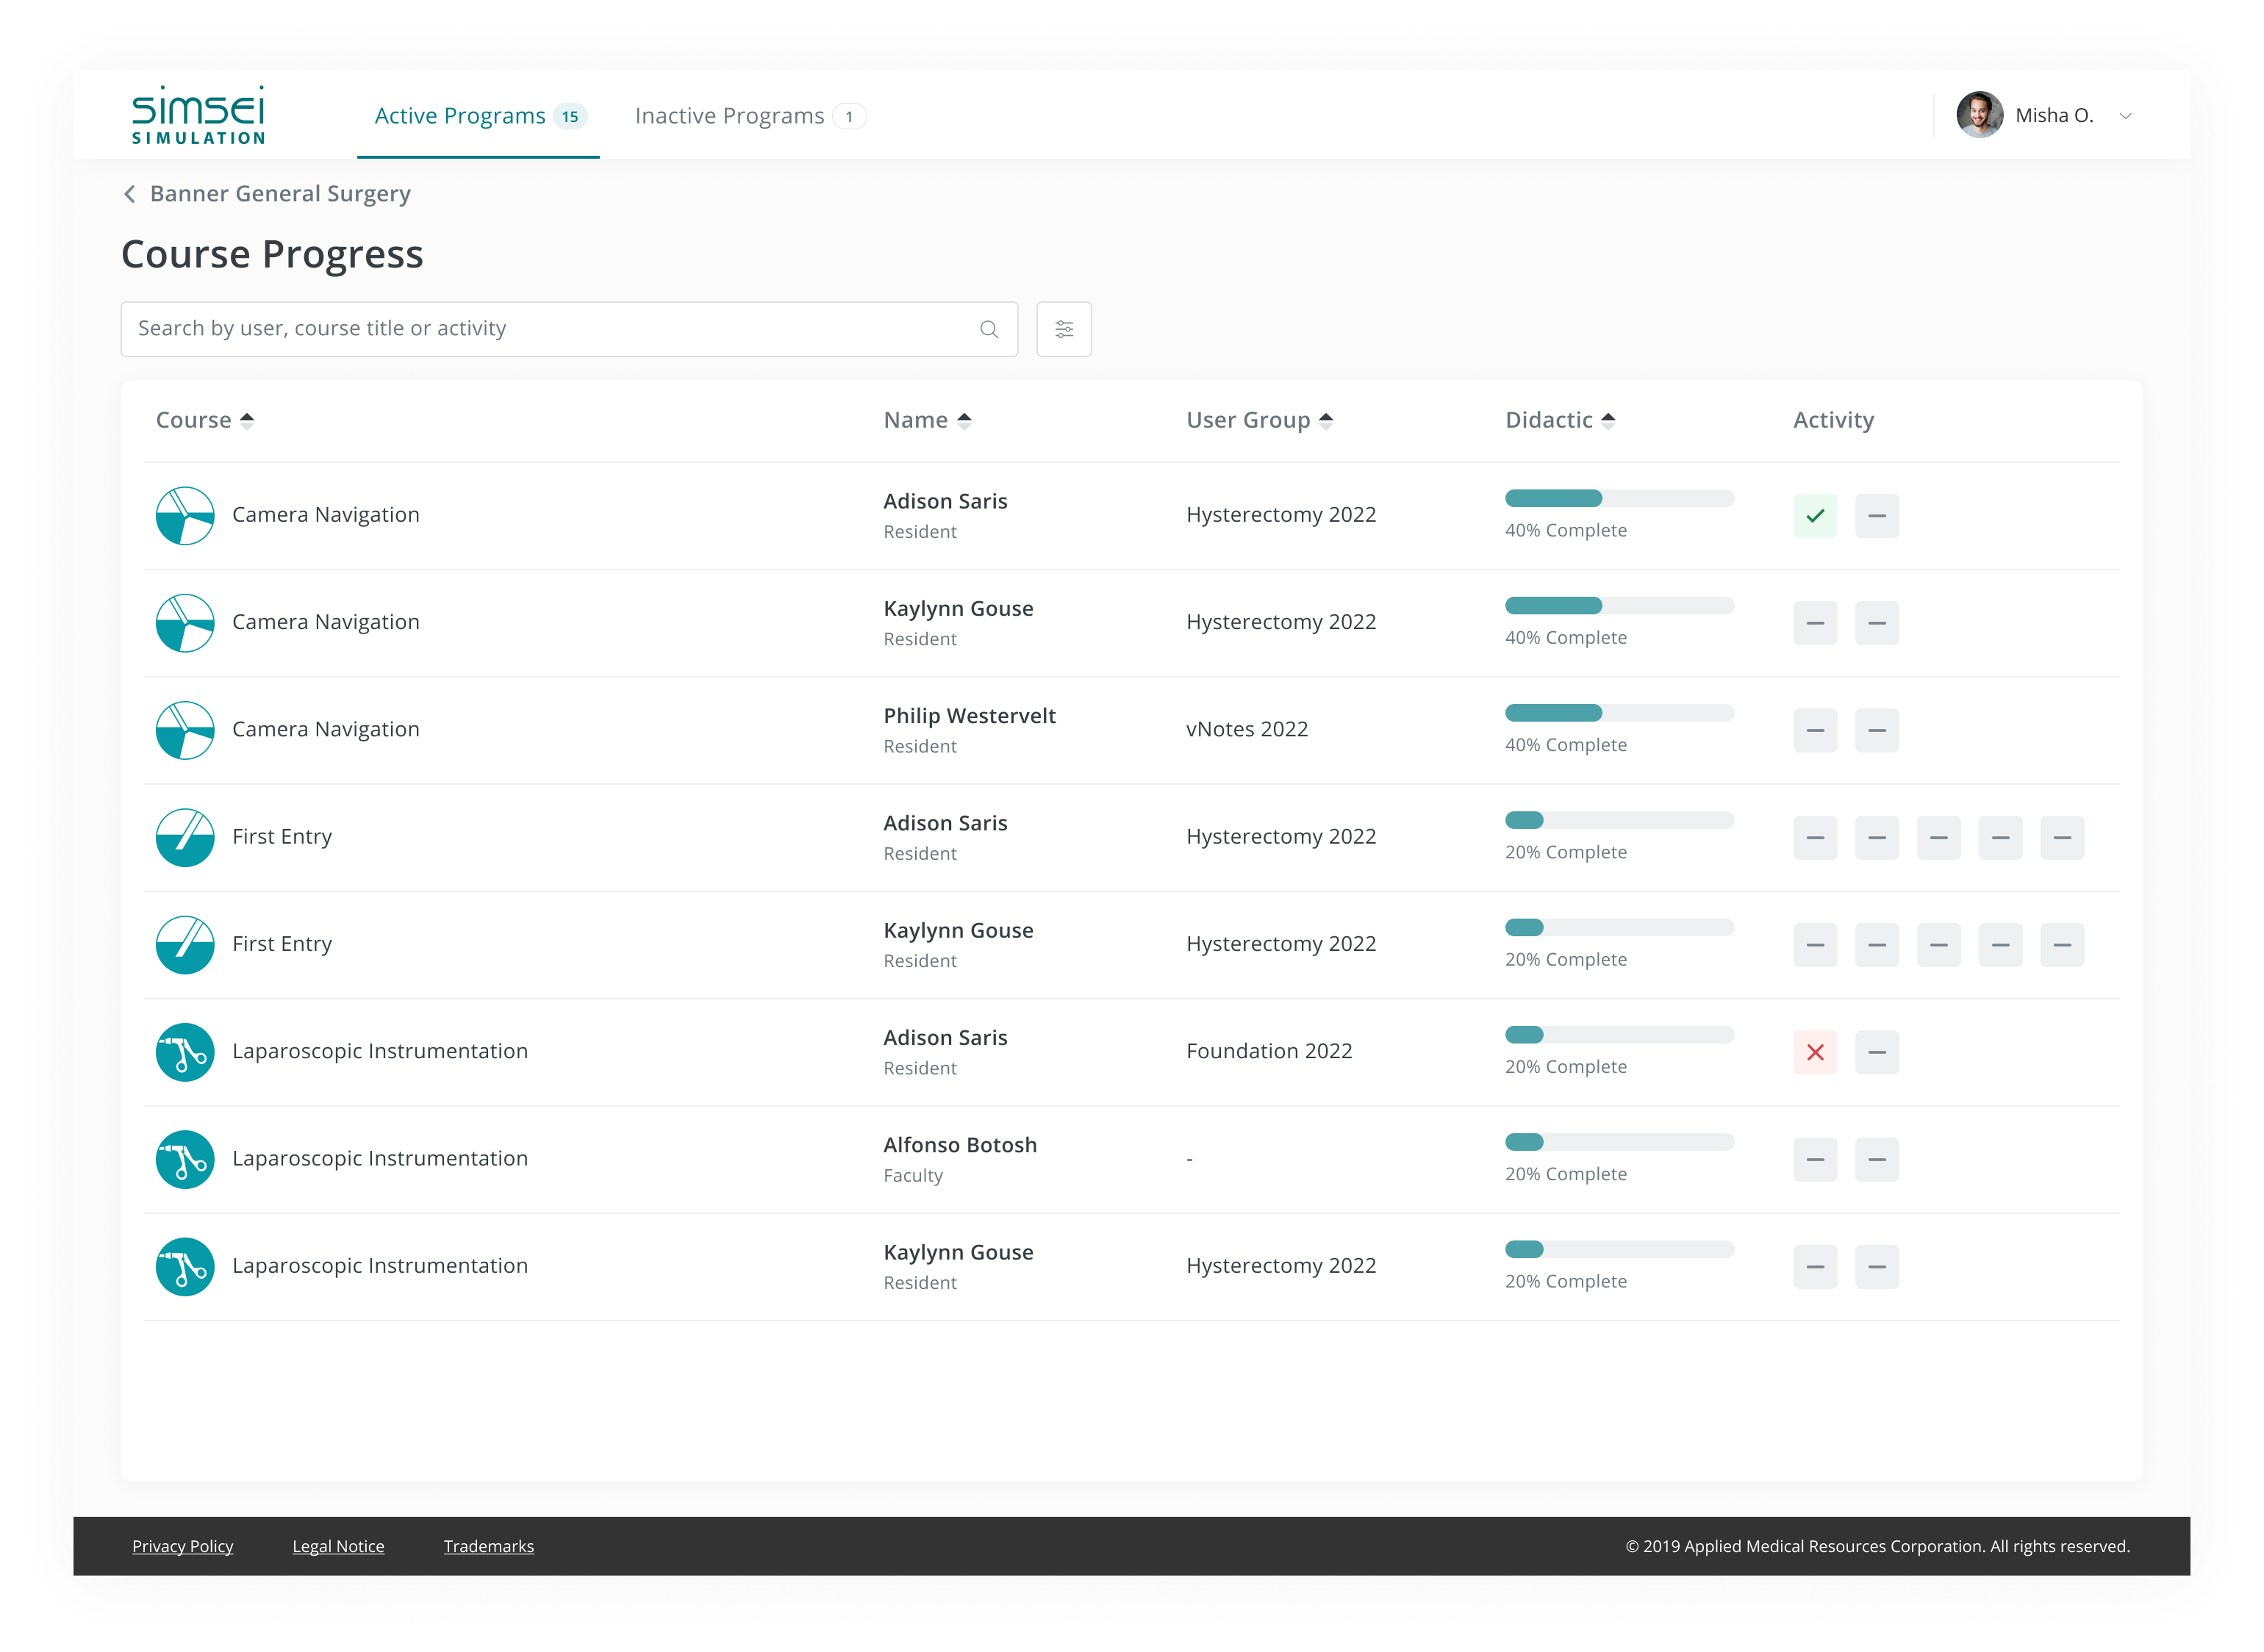 simsei
SIMULATION
Active Programs 15
Inactive Programs 1
Misha O.
Banner General Surgery
Course Progress
Search by user, course title or activity
Course Name User Group Didactic Activity
Camera Navigation
Adison Saris
Resident
Hysterectomy 2022
40% Complete
Camera Navigation
Kaylynn Gouse
Resident
Hysterectomy 2022
40% Complete
Camera Navigation
Philip Westervelt
Resident
vNotes 2022
40% Complete
First Entry
Adison Saris
Resident
Hysterectomy 2022
20% Complete
First Entry
Kaylynn Gouse
Resident
Hysterectomy 2022
20% Complete
Laparoscopic Instrumentation
Adison Saris
Resident
Foundation 2022
20% Complete
Laparoscopic Instrumentation
Alfonso Botosh
Faculty
-
20% Complete
Laparoscopic Instrumentation
Kaylynn Gouse
Resident
Hysterectomy 2022
20% Complete
Privacy Policy Legal Notice Trademarks
© 2019 Applied Medical Resources Corporation. All rights reserved.